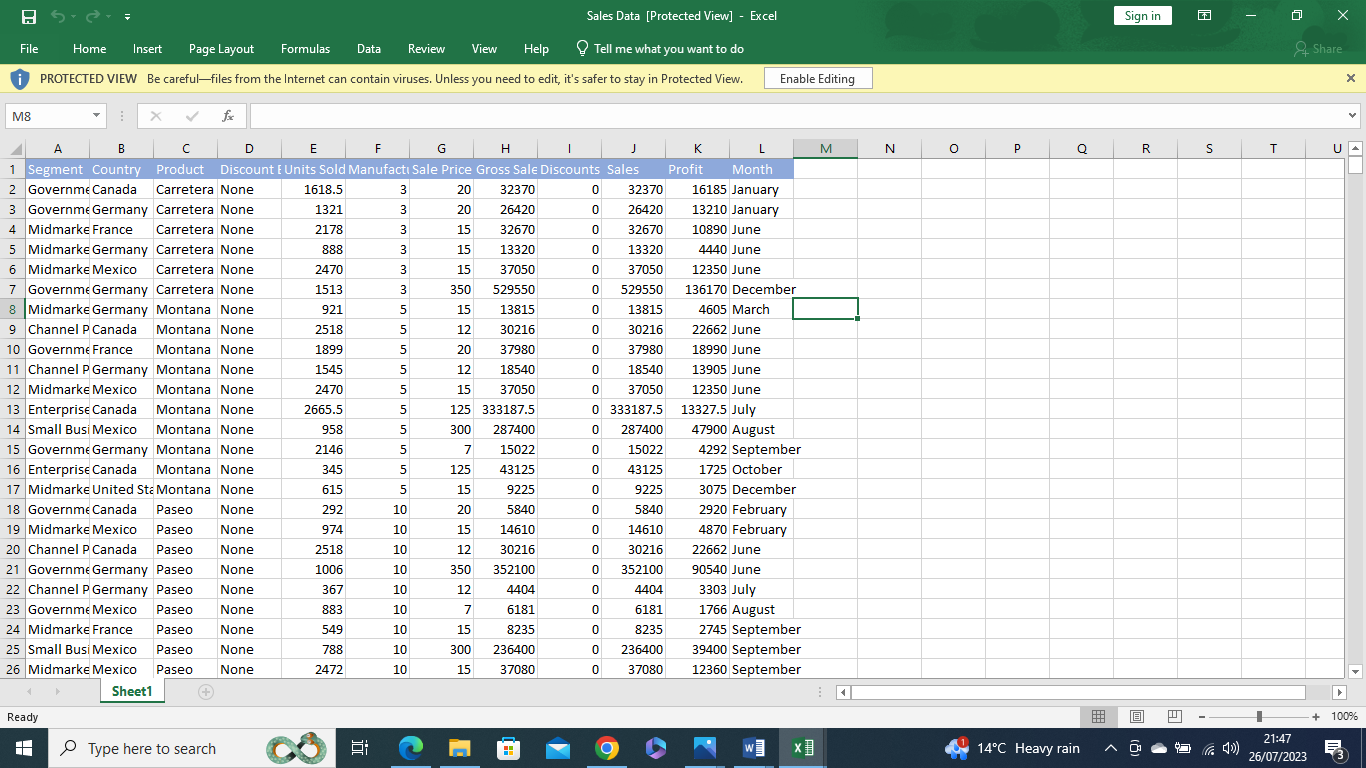 Sales Data [Protected View] - Excel Sign in
File Home Insert Page Layout Formulas Data Review View Help Tell me what you want to do Share
PROTECTED VIEW Be careful—files from the Internet can contain viruses. Unless you need to edit, it's safer to stay in Protected View. Enable Editing
M8 fx
A B C D E F G H I J K L M N O P Q R S T U
1 Segment Country Product Discount E Units Sold Manufactu Sale Price Gross Sale Discounts Sales Profit Month
2 Governme Canada Carretera None 1618.5 3 20 32370 0 32370 16185 January
3 Governme Germany Carretera None 1321 3 20 26420 0 26420 13210 January
4 Midmarke France Carretera None 2178 3 15 32670 0 32670 10890 June
5 Midmarke Germany Carretera None 888 3 15 13320 0 13320 4440 June
6 Midmarke Mexico Carretera None 2470 3 15 37050 0 37050 12350 June
7 Governme Germany Carretera None 1513 3 350 529550 0 529550 136170 December
8 Midmarke Germany Montana None 921 5 15 13815 0 13815 4605 March
9 Channel P Canada Montana None 2518 5 12 30216 0 30216 22662 June
10 Governme France Montana None 1899 5 20 37980 0 37980 18990 June
11 Channel P Germany Montana None 1545 5 12 18540 0 18540 13905 June
12 Midmarke Mexico Montana None 2470 5 15 37050 0 37050 12350 June
13 Enterprise Canada Montana None 2665.5 5 125 333187.5 0 333187.5 13327.5 July
14 Small Busi Mexico Montana None 958 5 300 287400 0 287400 47900 August
15 Governme Germany Montana None 2146 5 7 15022 0 15022 4292 September
16 Enterprise Canada Montana None 345 5 125 43125 0 43125 1725 October
17 Midmarke United Sta Montana None 615 5 15 9225 0 9225 3075 December
18 Governme Canada Paseo None 292 10 20 5840 0 5840 2920 February
19 Midmarke Mexico Paseo None 974 10 15 14610 0 14610 4870 February
20 Channel P Canada Paseo None 2518 10 12 30216 0 30216 22662 June
21 Governme Germany Paseo None 1006 10 350 352100 0 352100 90540 June
22 Channel P Germany Paseo None 367 10 12 4404 0 4404 3303 July
23 Governme Mexico Paseo None 883 10 7 6181 0 6181 1766 August
24 Midmarke France Paseo None 549 10 15 8235 0 8235 2745 September
25 Small Busi Mexico Paseo None 788 10 300 236400 0 236400 39400 September
26 Midmarke Mexico Paseo None 2472 10 15 37080 0 37080 12360 September
Sheet1
Ready 100%
Type here to search 1 14°C Heavy rain 21:47
26/07/2023 3